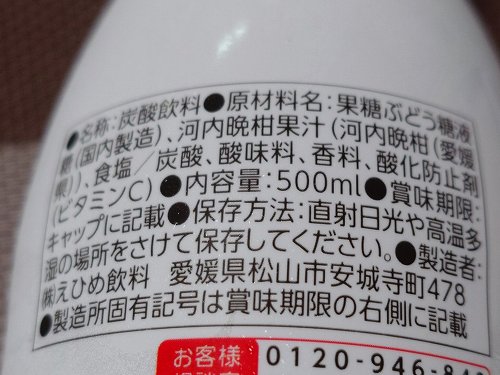 ●名称:炭酸飲料●原材料名:果糖ぶどう糖液
糖(国内製造)、河内晩柑果汁(河内晩柑(愛媛
県))、食塩/炭酸、酸味料、香料、酸化防止剤
(ビタミンC)●内容量:500ml●賞味期限:
キャップに記載●保存方法:直射日光や高温多
湿の場所をさけて保存してください。●製造者:
㈱えひめ飲料 愛媛県松山市安城寺町478
●製造所固有記号は賞味期限の右側に記載
お客様
0120-946-84